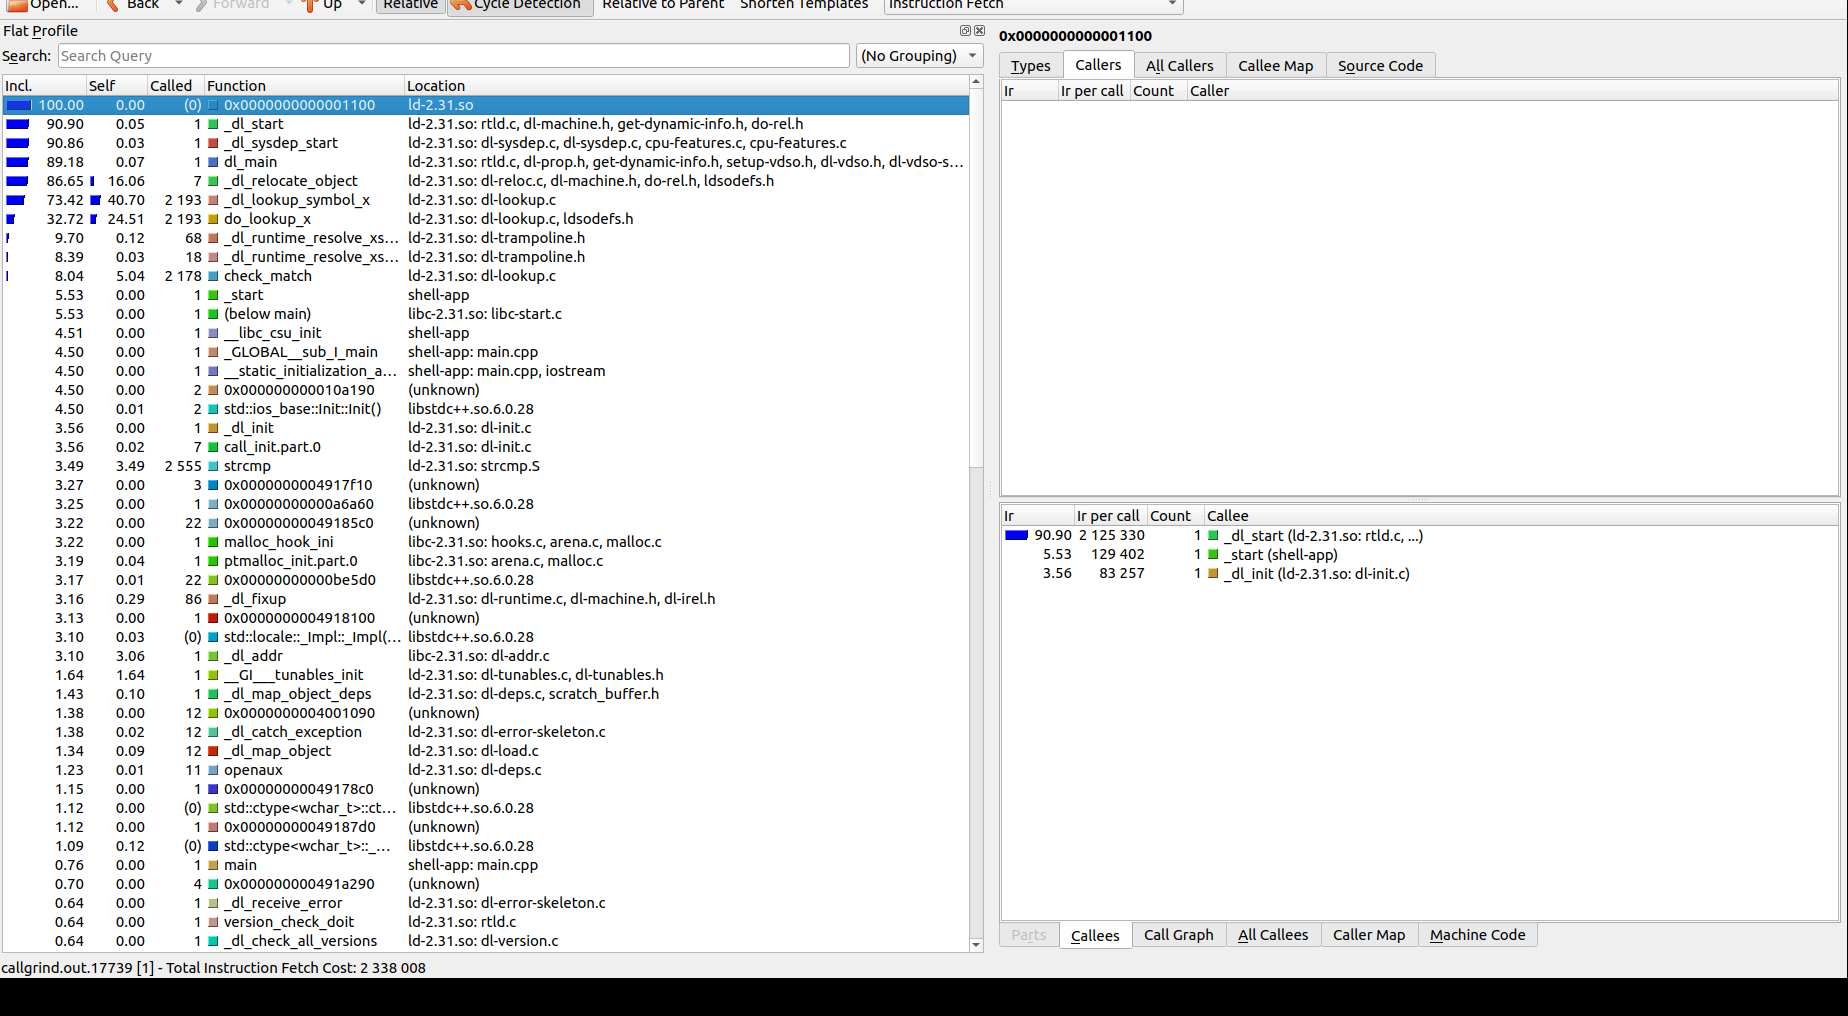 Open... Back Forward Up Relative Cycle Detection Relative to Parent Shorten Templates Instruction Fetch
Flat Profile
Search: Search Query (No Grouping)
Incl. Self Called Function Location
100.00 0.00 (0) 0x0000000000001100 ld-2.31.so
90.90 0.05 1 _dl_start ld-2.31.so: rtld.c, dl-machine.h, get-dynamic-info.h, do-rel.h
90.86 0.03 1 _dl_sysdep_start ld-2.31.so: dl-sysdep.c, dl-sysdep.c, cpu-features.c, cpu-features.c
89.18 0.07 1 dl_main ld-2.31.so: rtld.c, dl-prop.h, get-dynamic-info.h, setup-vdso.h, dl-vdso.h, dl-vdso-s...
86.65 16.06 7 _dl_relocate_object ld-2.31.so: dl-reloc.c, dl-machine.h, do-rel.h, ldsodefs.h
73.42 40.70 2 193 _dl_lookup_symbol_x ld-2.31.so: dl-lookup.c
32.72 24.51 2 193 do_lookup_x ld-2.31.so: dl-lookup.c, ldsodefs.h
9.70 0.12 68 _dl_runtime_resolve_xs... ld-2.31.so: dl-trampoline.h
8.39 0.03 18 _dl_runtime_resolve_xs... ld-2.31.so: dl-trampoline.h
8.04 5.04 2 178 check_match ld-2.31.so: dl-lookup.c
5.53 0.00 1 _start shell-app
5.53 0.00 1 (below main) libc-2.31.so: libc-start.c
4.51 0.00 1 __libc_csu_init shell-app
4.50 0.00 1 _GLOBAL__sub_I_main shell-app: main.cpp
4.50 0.00 1 __static_initialization_a... shell-app: main.cpp, iostream
4.50 0.00 2 0x000000000010a190 (unknown)
4.50 0.01 2 std::ios_base::Init::Init() libstdc++.so.6.0.28
3.56 0.00 1 _dl_init ld-2.31.so: dl-init.c
3.56 0.02 7 call_init.part.0 ld-2.31.so: dl-init.c
3.49 3.49 2 555 strcmp ld-2.31.so: strcmp.S
3.27 0.00 3 0x0000000004917f10 (unknown)
3.25 0.00 1 0x00000000000a6a60 libstdc++.so.6.0.28
3.22 0.00 22 0x00000000049185c0 (unknown)
3.22 0.00 1 malloc_hook_ini libc-2.31.so: hooks.c, arena.c, malloc.c
3.19 0.04 1 ptmalloc_init.part.0 libc-2.31.so: arena.c, malloc.c
3.17 0.01 22 0x00000000000be5d0 libstdc++.so.6.0.28
3.16 0.29 86 _dl_fixup ld-2.31.so: dl-runtime.c, dl-machine.h, dl-irel.h
3.13 0.00 1 0x0000000004918100 (unknown)
3.10 0.03 (0) std::locale::_Impl::_Impl(... libstdc++.so.6.0.28
3.10 3.06 1 _dl_addr libc-2.31.so: dl-addr.c
1.64 1.64 1 __GI___tunables_init ld-2.31.so: dl-tunables.c, dl-tunables.h
1.43 0.10 1 _dl_map_object_deps ld-2.31.so: dl-deps.c, scratch_buffer.h
1.38 0.00 12 0x0000000004001090 (unknown)
1.38 0.02 12 _dl_catch_exception ld-2.31.so: dl-error-skeleton.c
1.34 0.09 12 _dl_map_object ld-2.31.so: dl-load.c
1.23 0.01 11 openaux ld-2.31.so: dl-deps.c
1.15 0.00 1 0x00000000049178c0 (unknown)
1.12 0.00 (0) std::ctype<wchar_t>::ct... libstdc++.so.6.0.28
1.12 0.00 1 0x00000000049187d0 (unknown)
1.09 0.12 (0) std::ctype<wchar_t>::_... libstdc++.so.6.0.28
0.76 0.00 1 main shell-app: main.cpp
0.70 0.00 4 0x000000000491a290 (unknown)
0.64 0.00 1 _dl_receive_error ld-2.31.so: dl-error-skeleton.c
0.64 0.00 1 version_check_doit ld-2.31.so: rtld.c
0.64 0.00 1 _dl_check_all_versions ld-2.31.so: dl-version.c
0x0000000000001100
Types Callers All Callers Callee Map Source Code
Ir Ir per call Count Caller
Ir Ir per call Count Callee
90.90 2 125 330 1 _dl_start (ld-2.31.so: rtld.c, ...)
5.53 129 402 1 _start (shell-app)
3.56 83 257 1 _dl_init (ld-2.31.so: dl-init.c)
Parts Callees Call Graph All Callees Caller Map Machine Code
callgrind.out.17739 [1] - Total Instruction Fetch Cost: 2 338 008